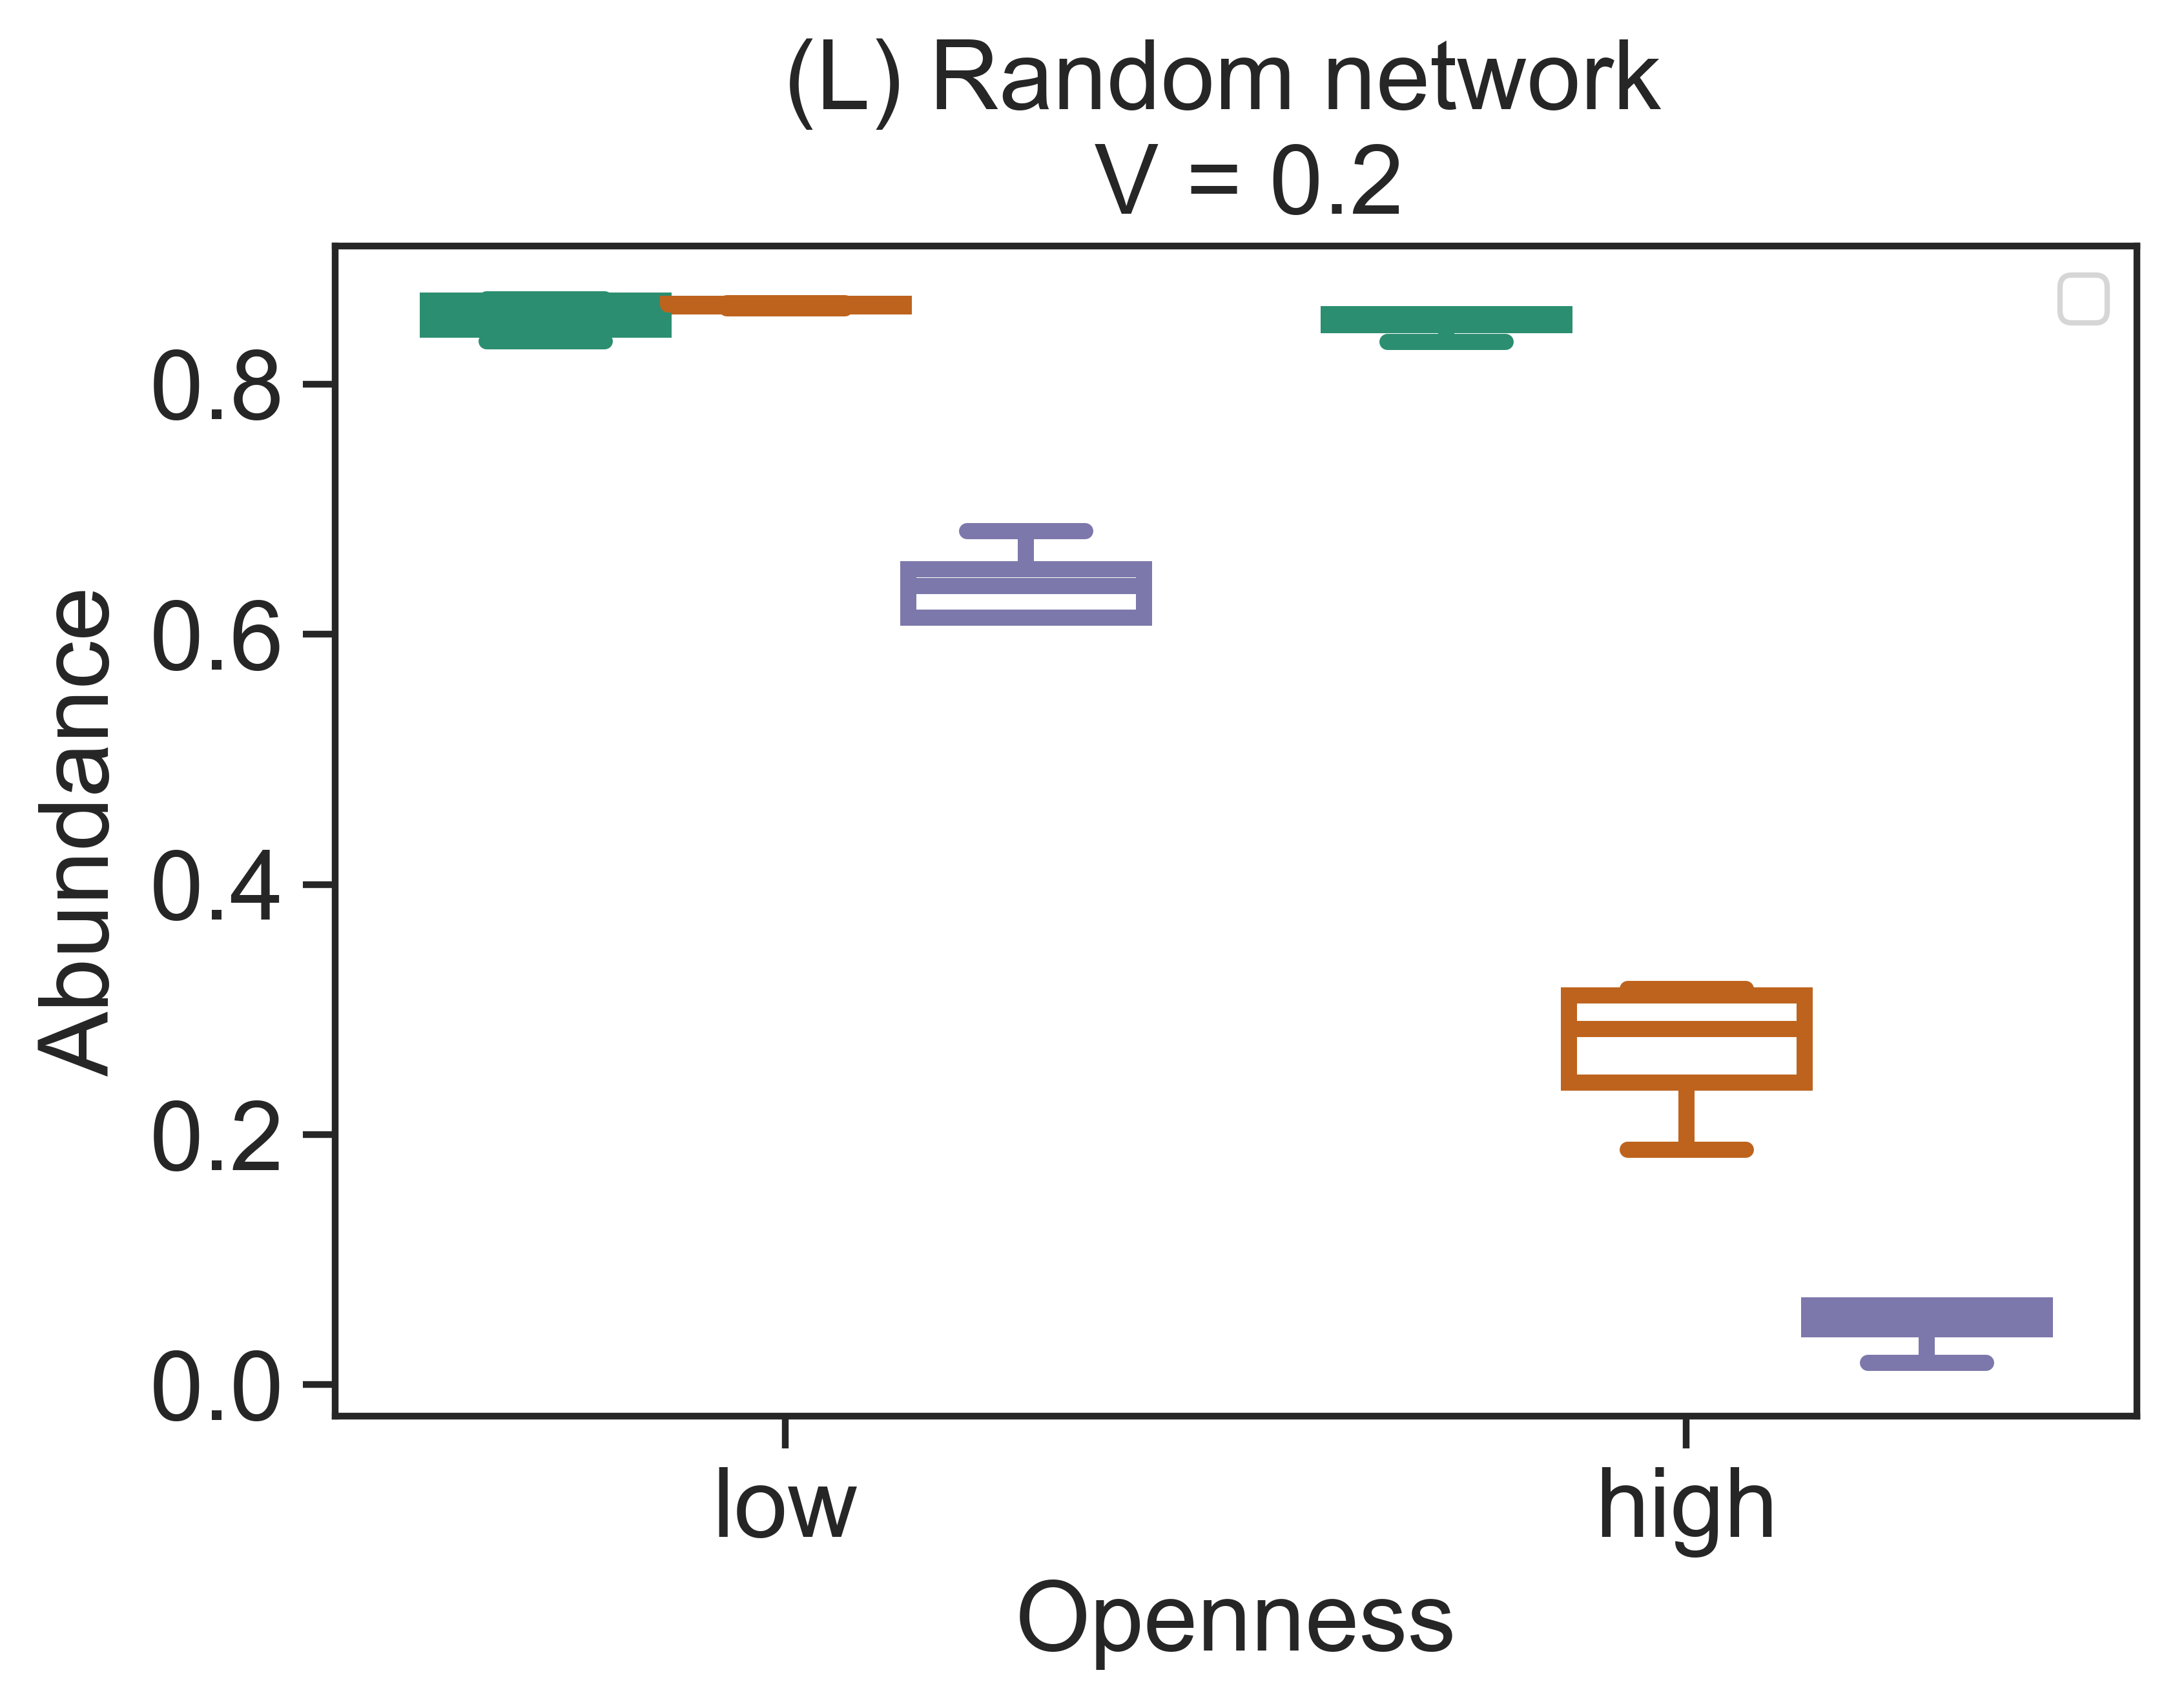 (L) Random network
V = 0.2
Abundance
0.8
0.6
0.4
0.2
0.0
low
high
Openness